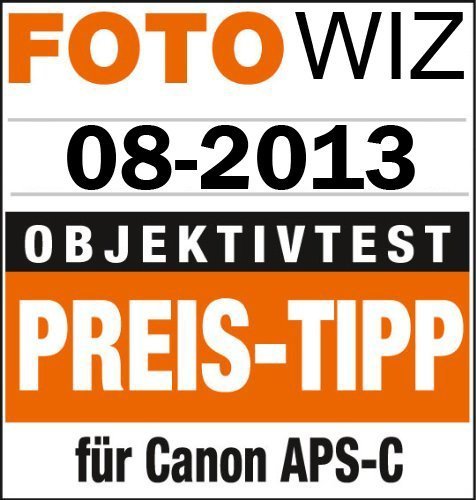 FOTOWIZ
08-2013
OBJEKTIVTEST
PREIS-TIPP
für Canon APS-C